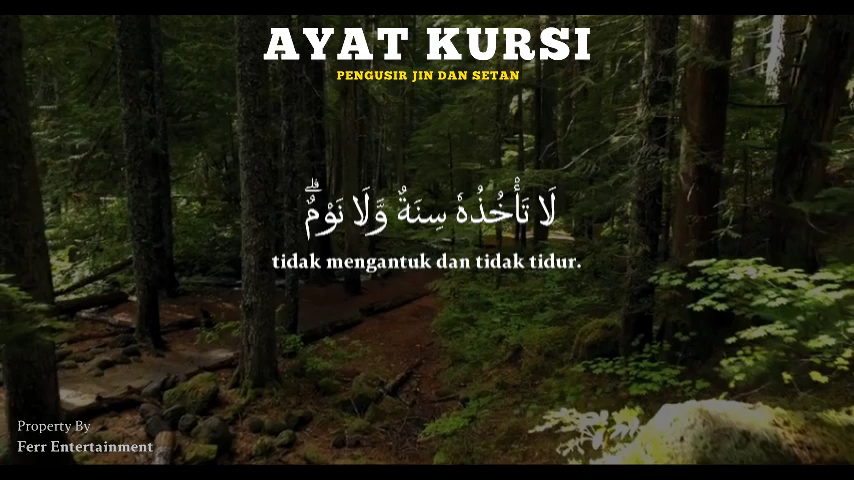 AYAT KURSI
PENGUSIR JIN DAN SETAN
لَا تَأْخُذُهٗ سِنَةٌ وَّلَا نَوْمٌۗ
tidak mengantuk dan tidak tidur.
Property By
Ferr Entertainment